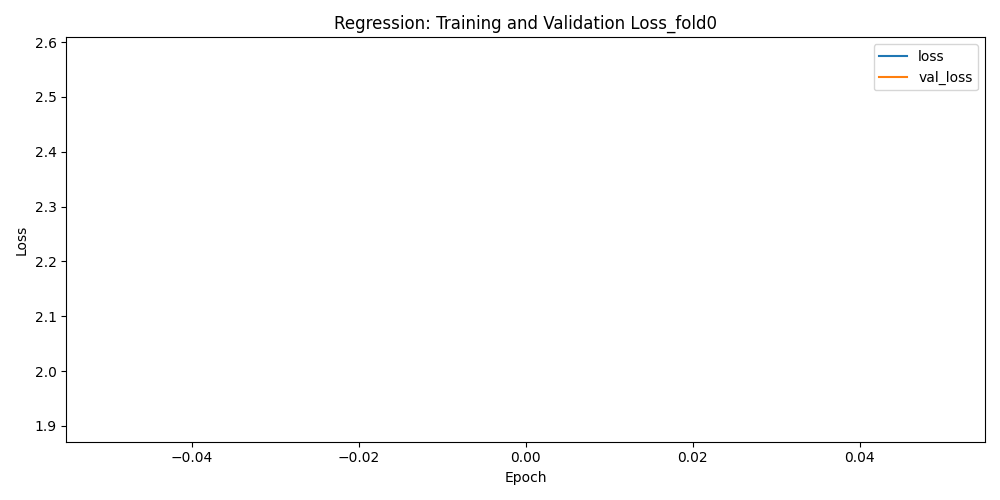 Regression: Training and Validation Loss_fold0
loss
val_loss
2.6
2.5
2.4
2.3
2.2
2.1
2.0
1.9
Loss
−0.04
−0.02
0.00
0.02
0.04
Epoch